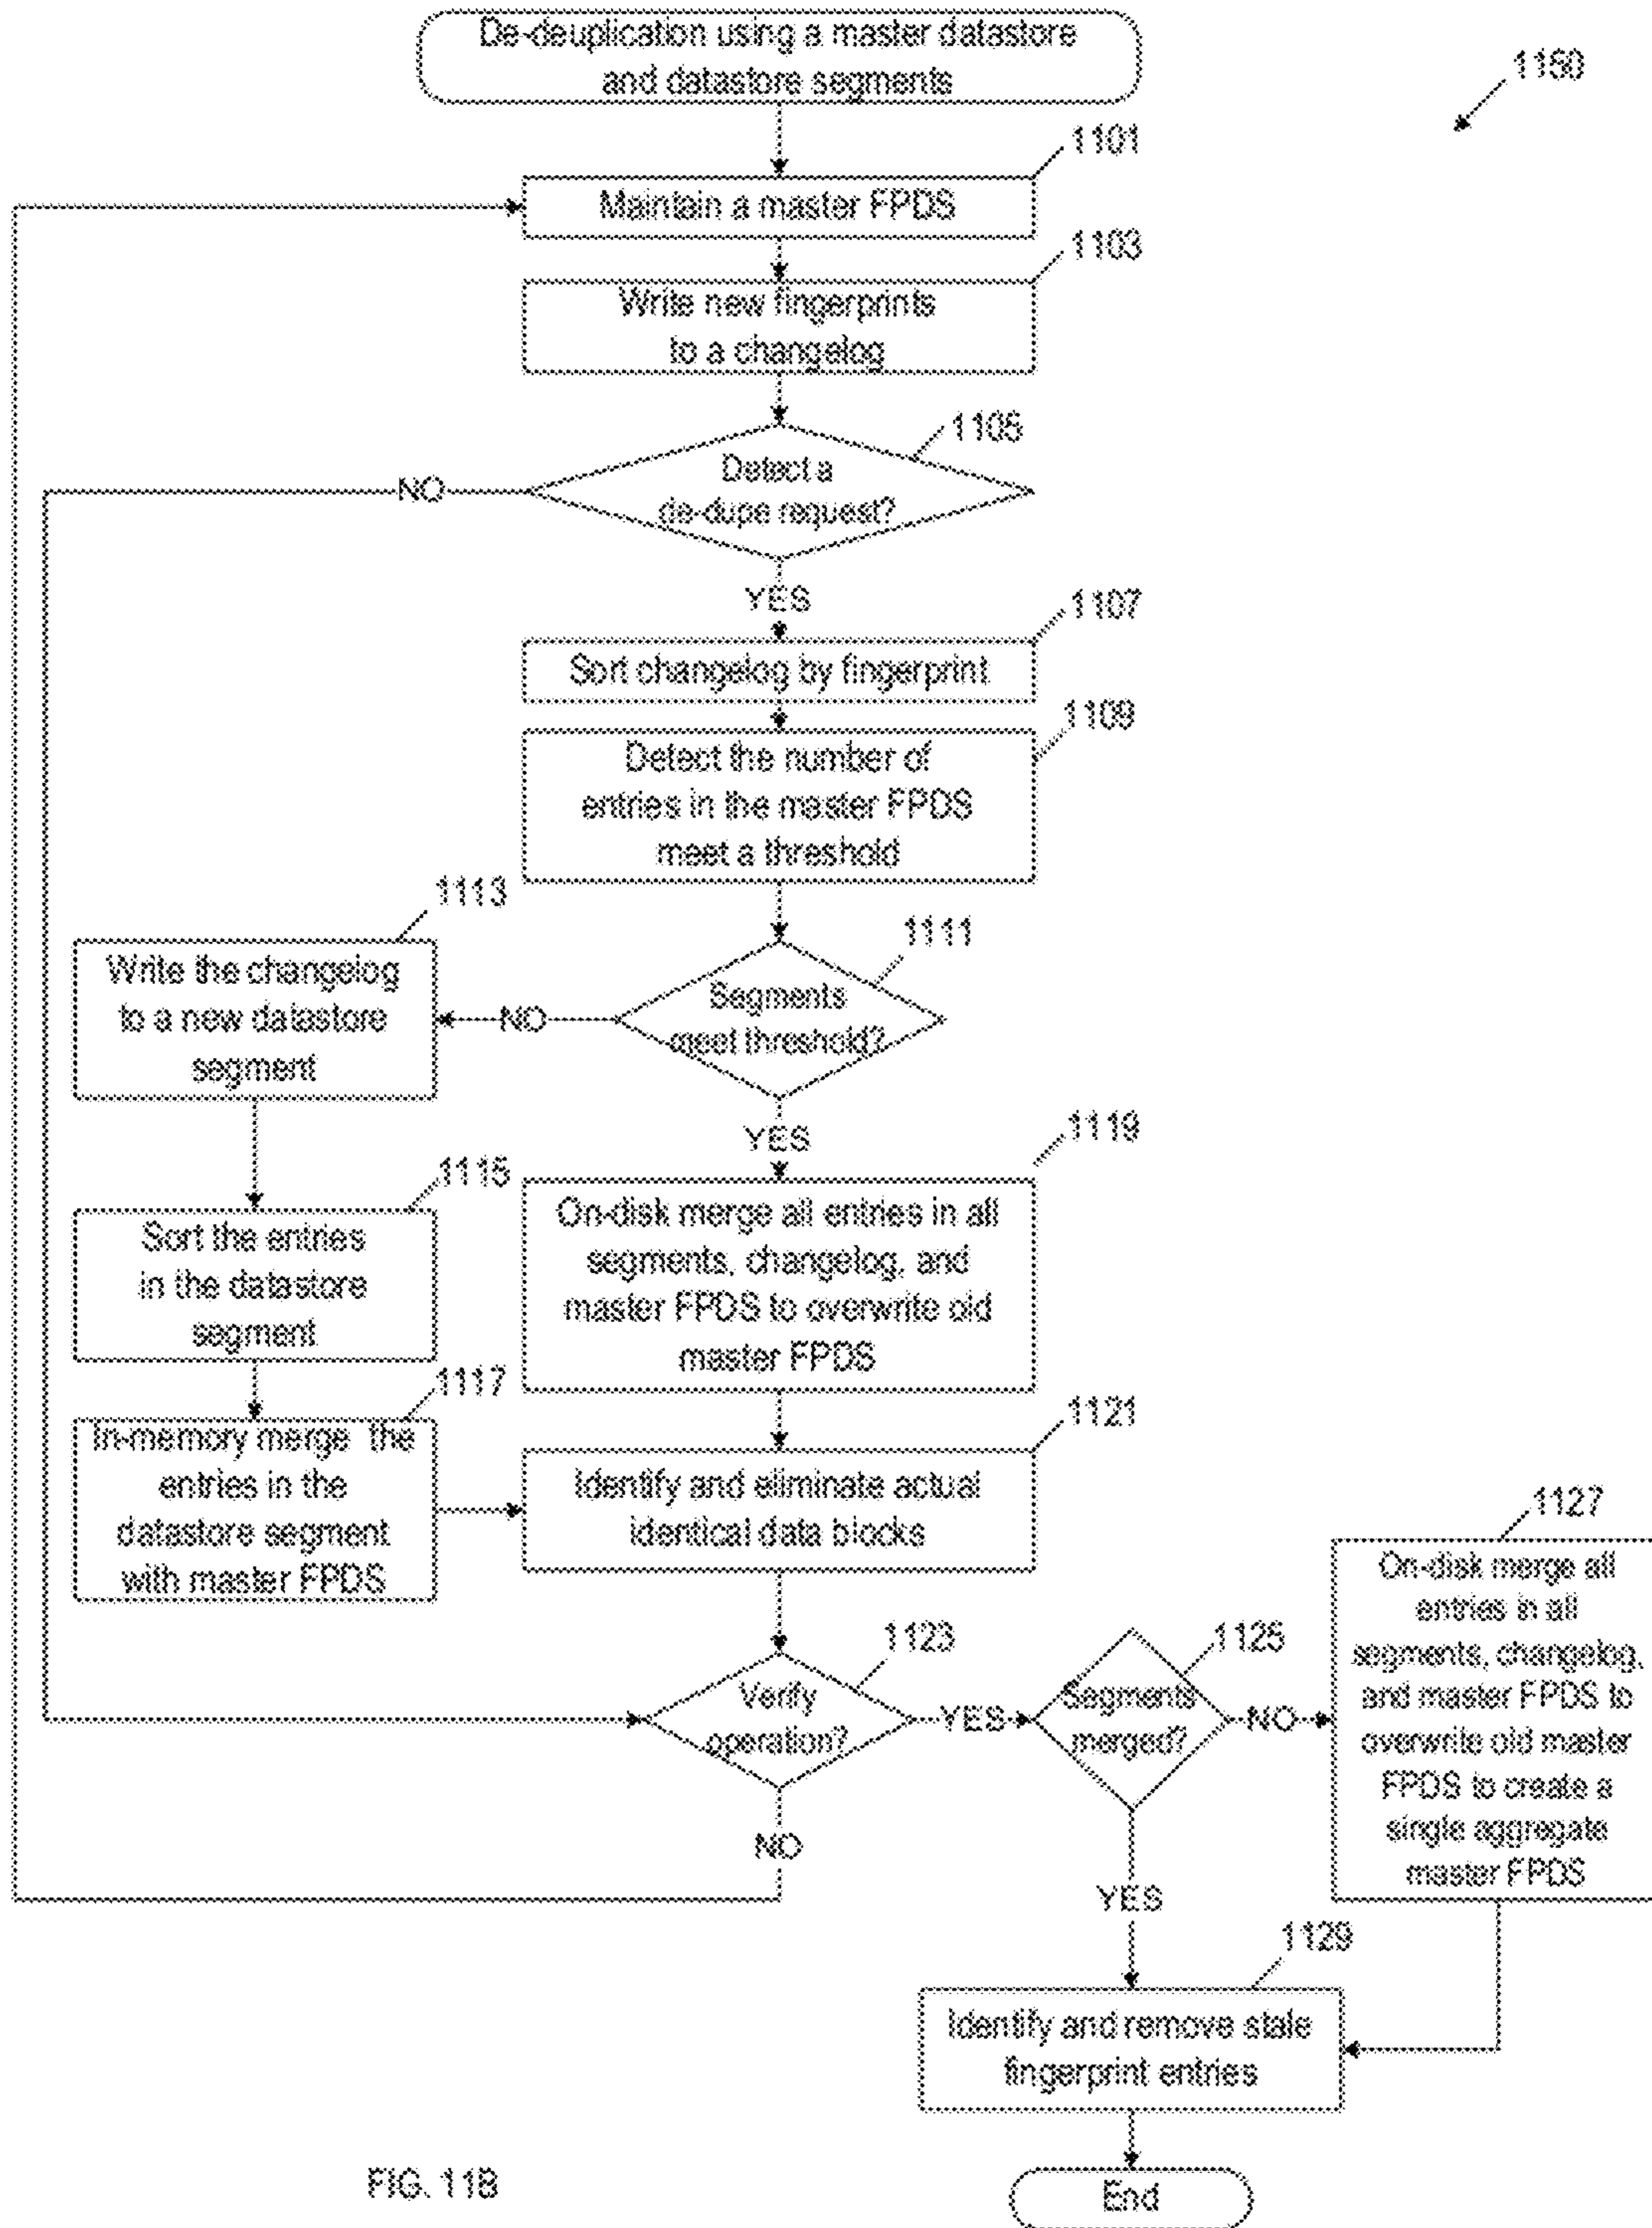 De-deuplication using a master datastore
and datastore segments
1150
1101
Maintain a master FPDS
1103
Write new fingerprints
to a changelog
1105
Detect a
de-dupe request?
NO
YES
1107
Sort changelog by fingerprint
1109
Detect the number of
entries in the master FPDS
meet a threshold
1113
1111
Write the changelog
to a new datastore
segment
NO
Segments
meet threshold?
YES
1119
1115
On-disk merge all entries in all
segments, changelog, and
master FPDS to overwrite old
master FPDS
Sort the entries
in the datastore
segment
1117
1121
In-memory merge the
entries in the
datastore segment
with master FPDS
Identify and eliminate actual
identical data blocks
1127
On-disk merge all
entries in all
segments, changelog,
and master FPDS to
overwrite old master
FPDS to create a
single aggregate
master FPDS
1123
1125
Verify
operation?
YES
Segments
merged?
NO
NO
YES
1129
Identify and remove stale
fingerprint entries
End
FIG. 11B